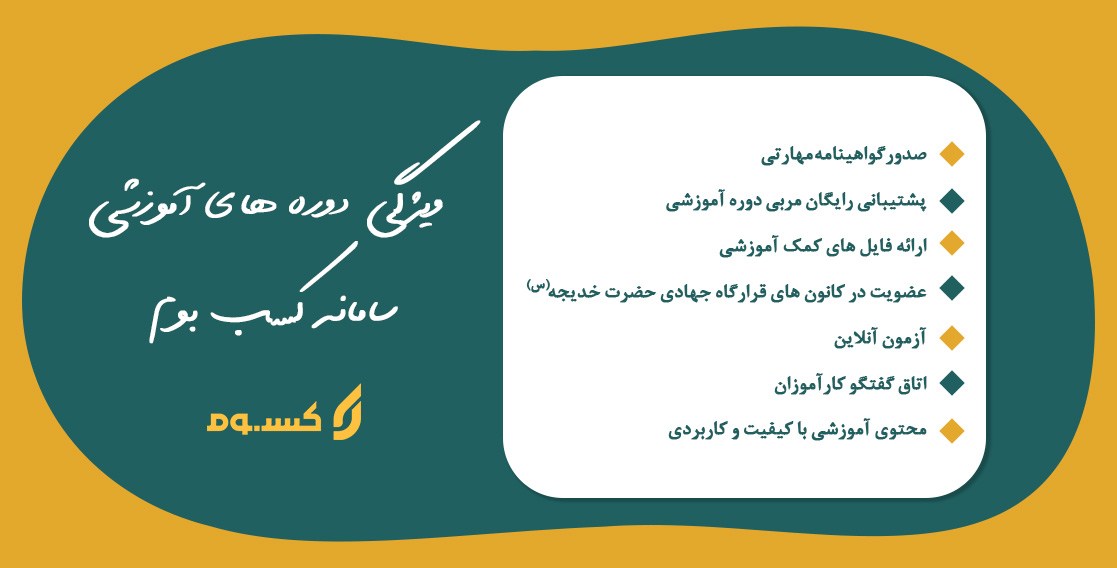 ویژگی دوره های آموزشی
سامانه کسب بوم
کسبوم
صدور گواهینامه مهارتی
پشتیبانی رایگان مربی دوره آموزشی
ارائه فایل های کمک آموزشی
عضویت در کانون های قرارگاه جهادی حضرت خدیجه(س)
آزمون آنلاین
اتاق گفتگو کارآموزان
محتوی آموزشی با کیفیت و کاربردی